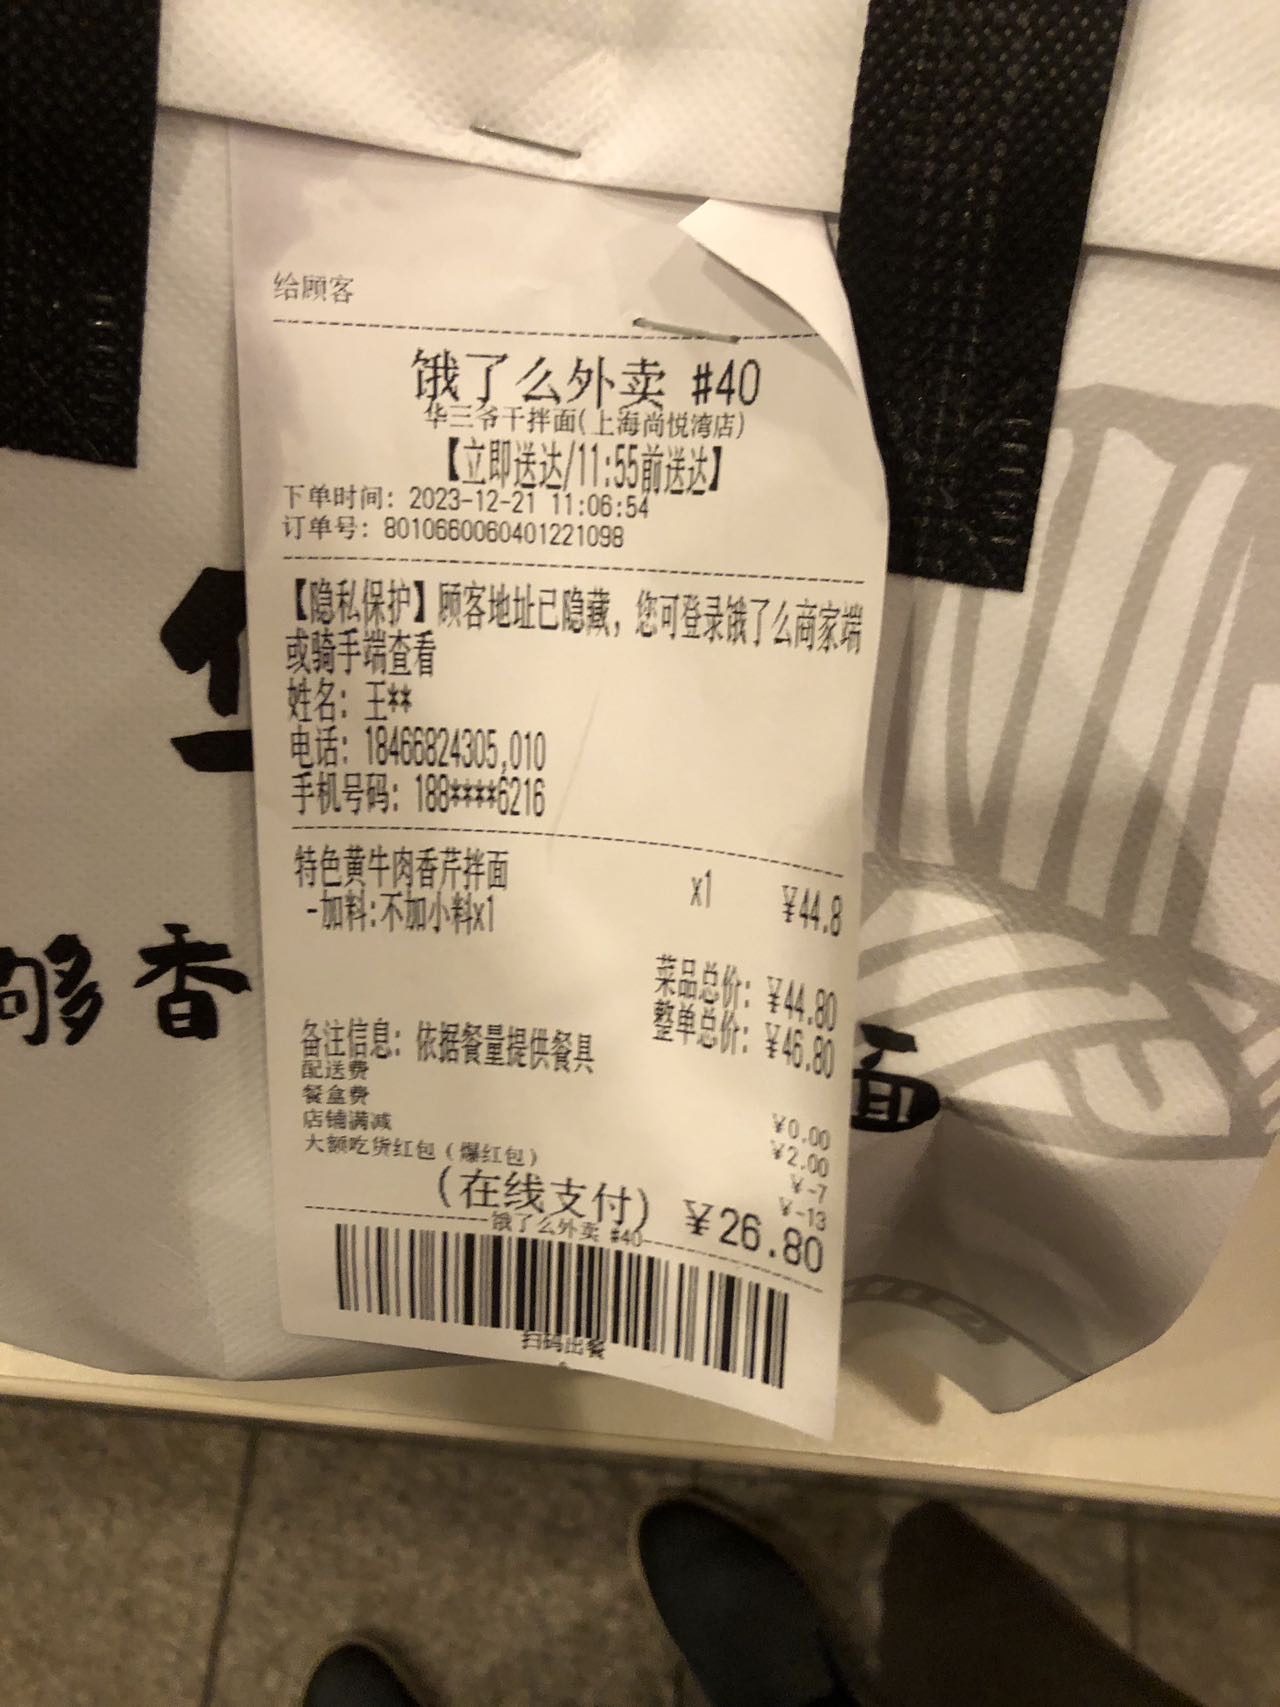 给顾客
饿了么外卖 #40
华三爷干拌面(上海尚悦湾店)
【立即送达/11:55前送达】
下单时间: 2023-12-21 11:06:54
订单号: 8010660060401221098
【隐私保护】顾客地址已隐藏, 您可登录饿了么商家端
或骑手端查看
姓名: 王**
电话: 18466824305,010
手机号码: 188****6216
特色黄牛肉香芹拌面 x1 ¥44.8
-加料:不加小料x1
菜品总价: ¥44.80
整单总价: ¥46.80
备注信息: 依据餐量提供餐具
配送费 ¥0.00
餐盒费 ¥2.00
店铺满减 ¥-7
大额吃货红包(爆红包) ¥-13
(在线支付) ¥26.80
饿了么外卖 #40
扫码出餐
够香
面